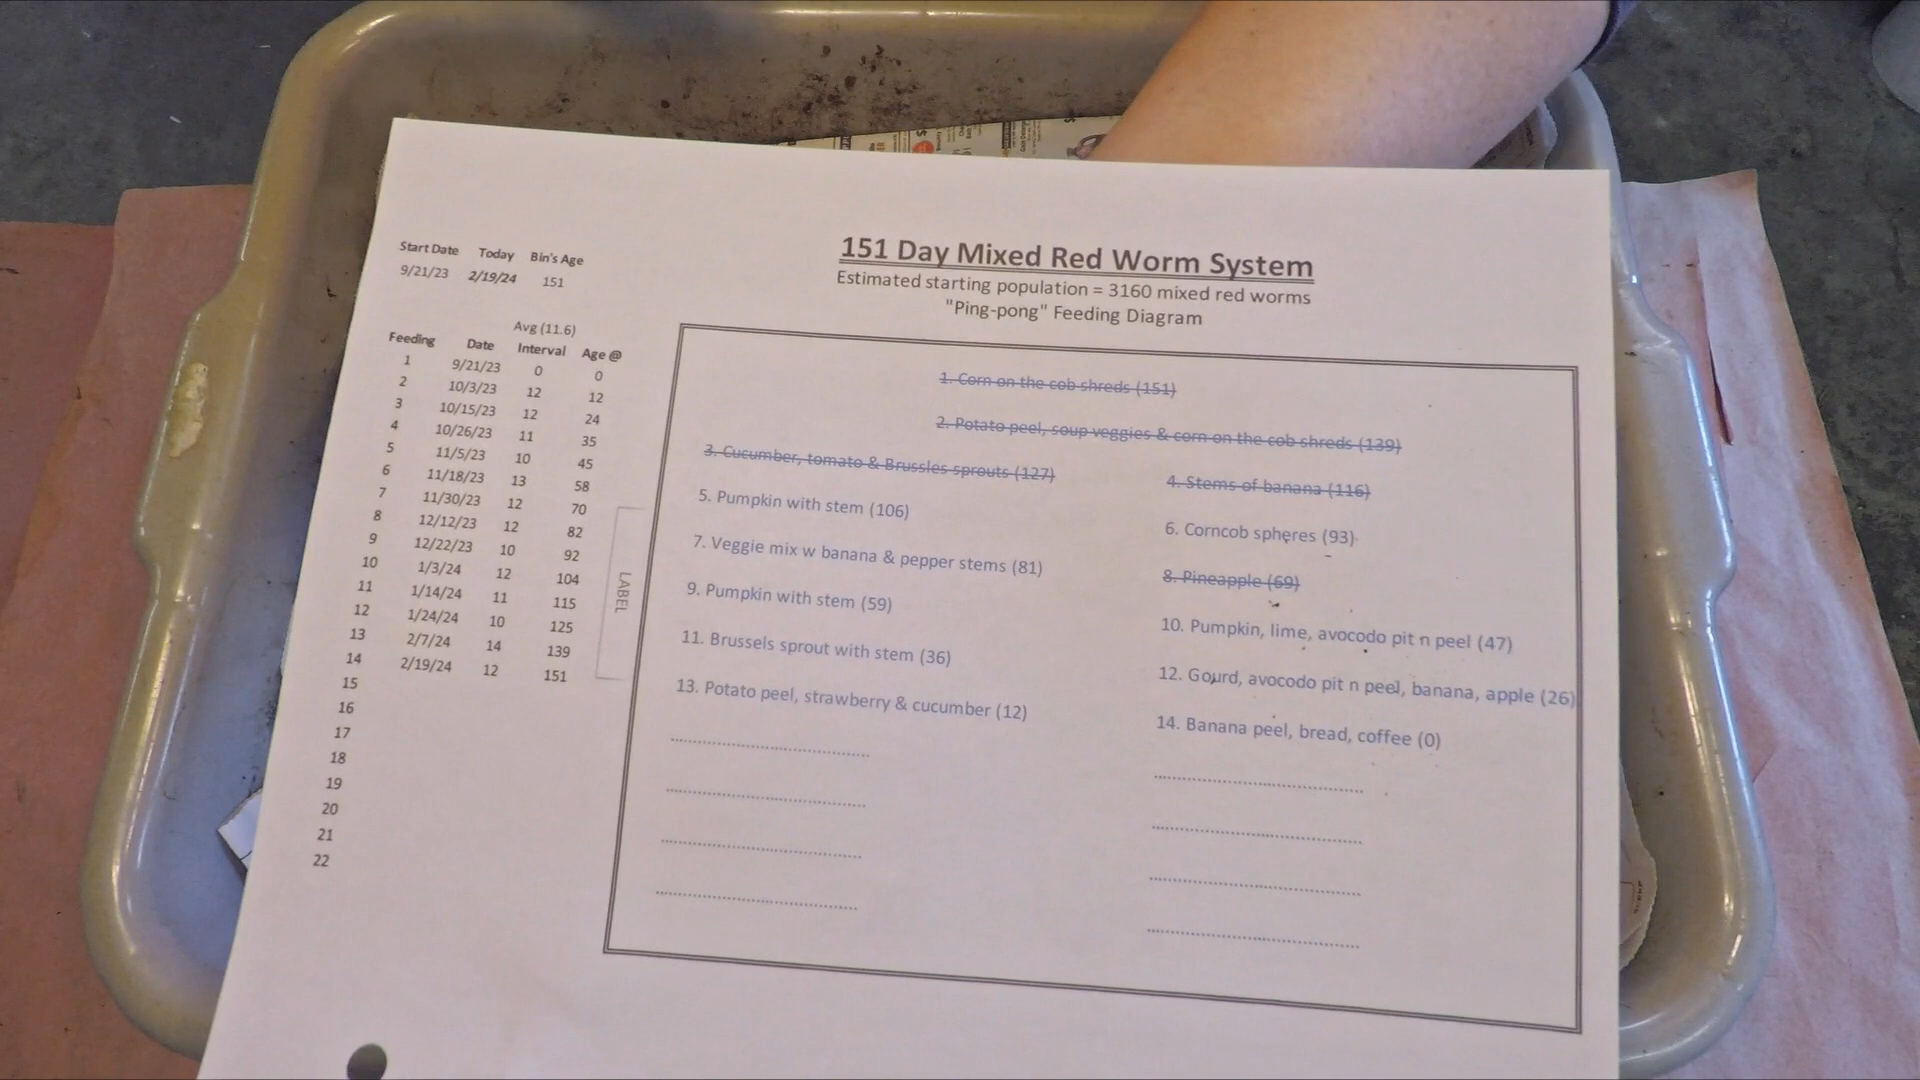 151 Day Mixed Red Worm System
Estimated starting population = 3160 mixed red worms
"Ping-pong" Feeding Diagram
Start Date Today Bin's Age
9/21/23 2/19/24 151
Avg (11.6)
Feeding Date Interval Age @
1 9/21/23 0 0
2 10/3/23 12 12
3 10/15/23 12 24
4 10/26/23 11 35
5 11/5/23 10 45
6 11/18/23 13 58
7 11/30/23 12 70
8 12/12/23 12 82
9 12/22/23 10 92
10 1/3/24 12 104
11 1/14/24 11 115
12 1/24/24 10 125
13 2/7/24 14 139
14 2/19/24 12 151
15
16
17
18
19
20
21
22
LABEL
1. Corn on the cob shreds (151)
2. Potato peel, soup veggies & corn on the cob shreds (139)
3. Cucumber, tomato & Brussles sprouts (127)
4. Stems of banana (116)
5. Pumpkin with stem (106)
6. Corncob spheres (93)
7. Veggie mix w banana & pepper stems (81)
8. Pineapple (69)
9. Pumpkin with stem (59)
10. Pumpkin, lime, avocodo pit n peel (47)
11. Brussels sprout with stem (36)
12. Gourd, avocodo pit n peel, banana, apple (26)
13. Potato peel, strawberry & cucumber (12)
14. Banana peel, bread, coffee (0)